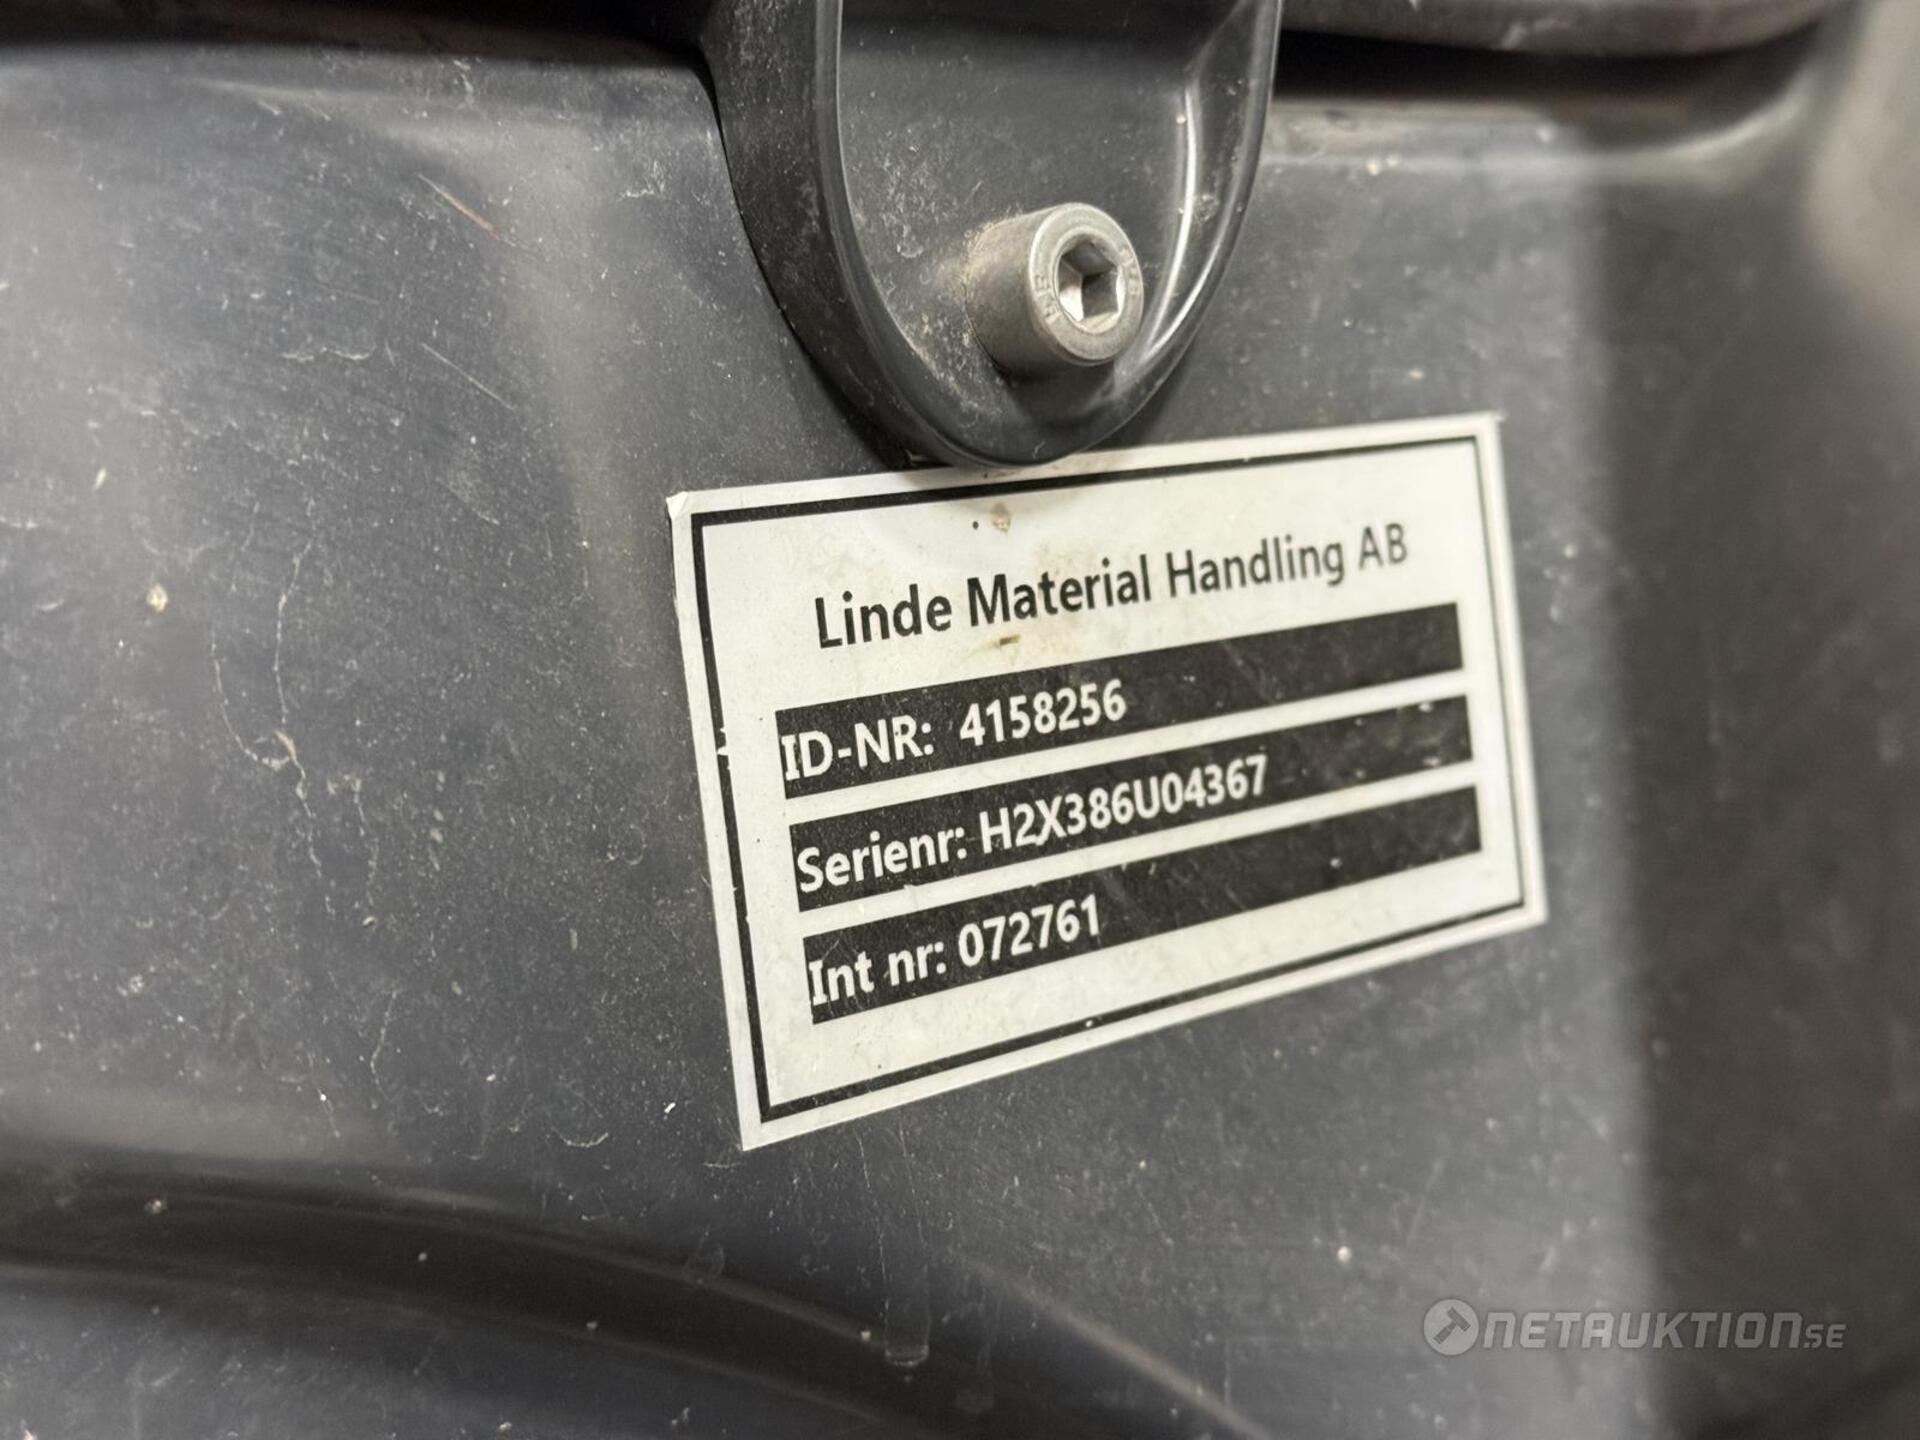 Linde Material Handling AB
ID-NR: 4158256
Serienr: H2X386U04367
Int nr: 072761
NETAUKTION.SE